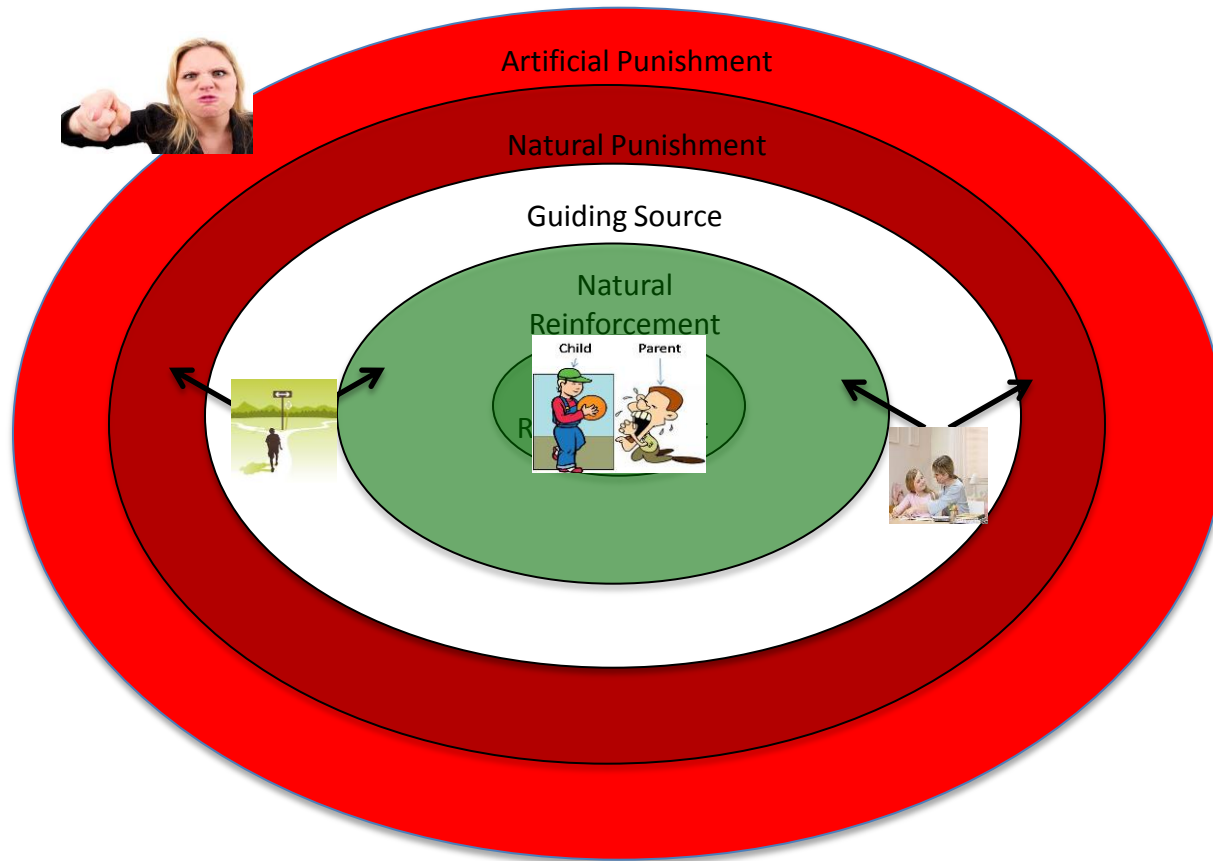 Artificial Punishment
Natural Punishment
Guiding Source
Natural
Reinforcement
Child Parent